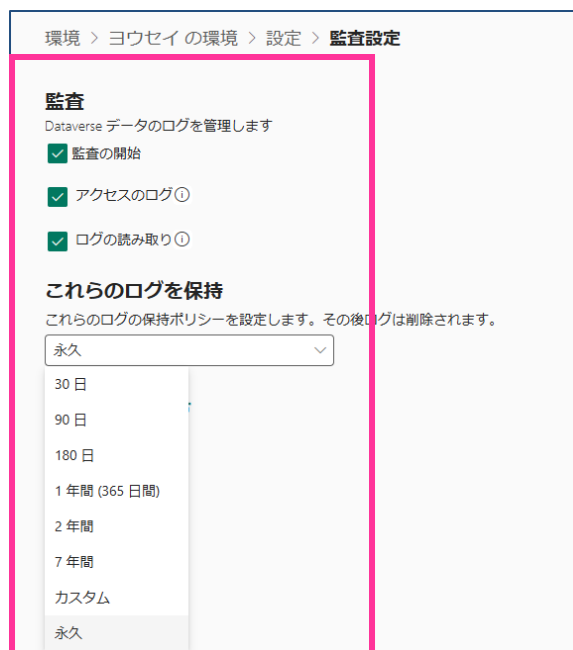 環境 > ヨウセイ の環境 > 設定 > 監査設定
監査
Dataverse データのログを管理します
監査の開始
アクセスのログ
ログの読み取り
これらのログを保持
これらのログの保持ポリシーを設定します。その後ログは削除されます。
永久
30 日
90 日
180 日
1 年間 (365 日間)
2 年間
7 年間
カスタム
永久